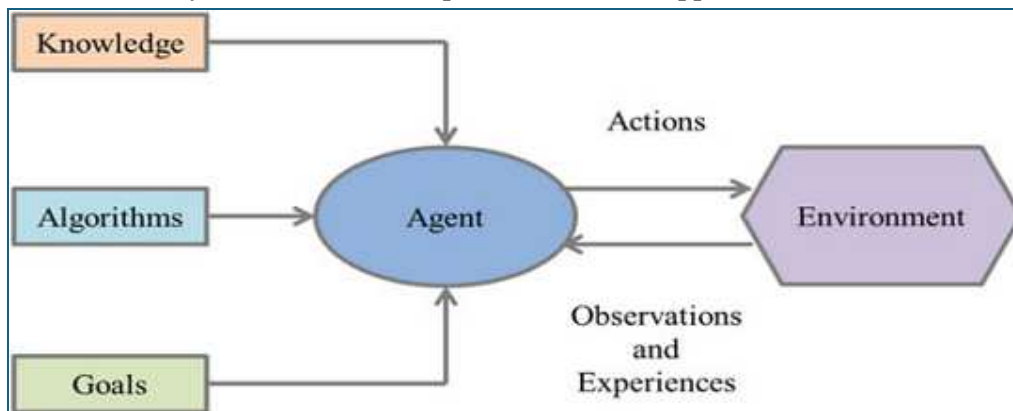 Knowledge
Actions
Algorithms
Agent
Environment
Observations
and
Experiences
Goals